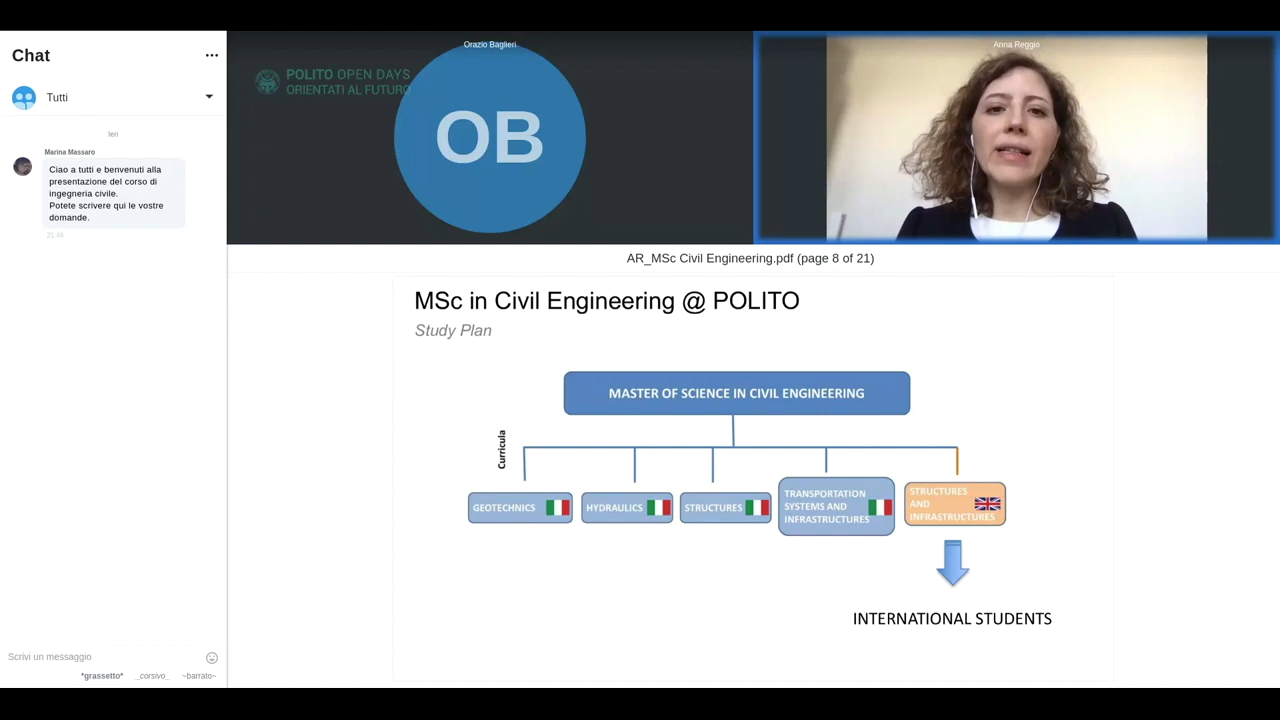 Chat
Tutti
Ieri
Marina Massaro
Ciao a tutti e benvenuti alla
presentazione del corso di
ingegneria civile.
Potete scrivere qui le vostre
domande.
21:48
Scrivi un messaggio
*grassetto* _corsivo_ ~barrato~
POLITO OPEN DAYS
ORIENTATI AL FUTURO
Orazio Baglieri
OB
Anna Reggio
AR_MSc Civil Engineering.pdf (page 8 of 21)
MSc in Civil Engineering @ POLITO
Study Plan
MASTER OF SCIENCE IN CIVIL ENGINEERING
Curricula
GEOTECHNICS
HYDRAULICS
STRUCTURES
TRANSPORTATION
SYSTEMS AND
INFRASTRUCTURES
STRUCTURES
AND
INFRASTRUCTURES
INTERNATIONAL STUDENTS